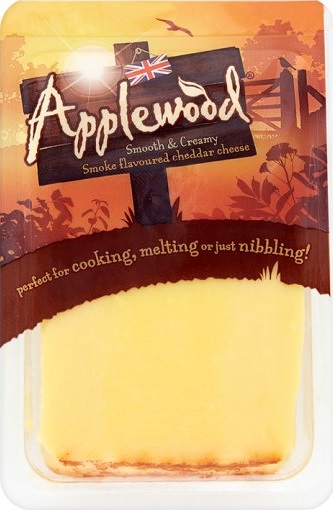 Applewood®
Smooth & Creamy
Smoke flavoured cheddar cheese
perfect for cooking, melting or just nibbling!